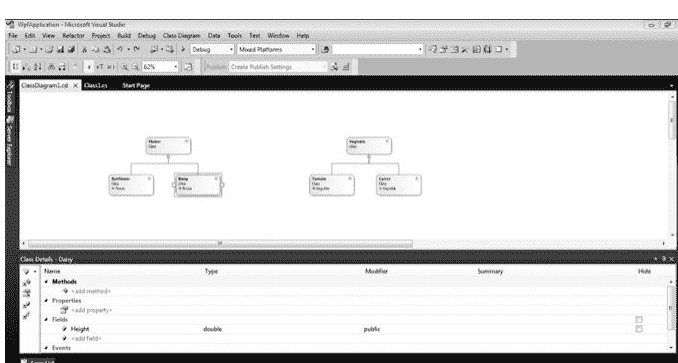 WpfApplication - Microsoft Visual Studio
File Edit View Refactor Project Build Debug Class Diagram Data Tools Test Window Help
Debug Mixed Platforms
62% Publish: Create Publish Settings
ClassDiagram1.cd Class1.cs Start Page
Toolbox
Server Explorer
Flower
Class
Vegetable
Class
Sunflower
Class
Flower
Daisy
Class
Flower
Tomato
Class
Vegetable
Carrot
Class
Vegetable
Class Details - Daisy
Name Type Modifier Summary Hide
Methods
<add method>
Properties
<add property>
Fields
Height double public
<add field>
Events